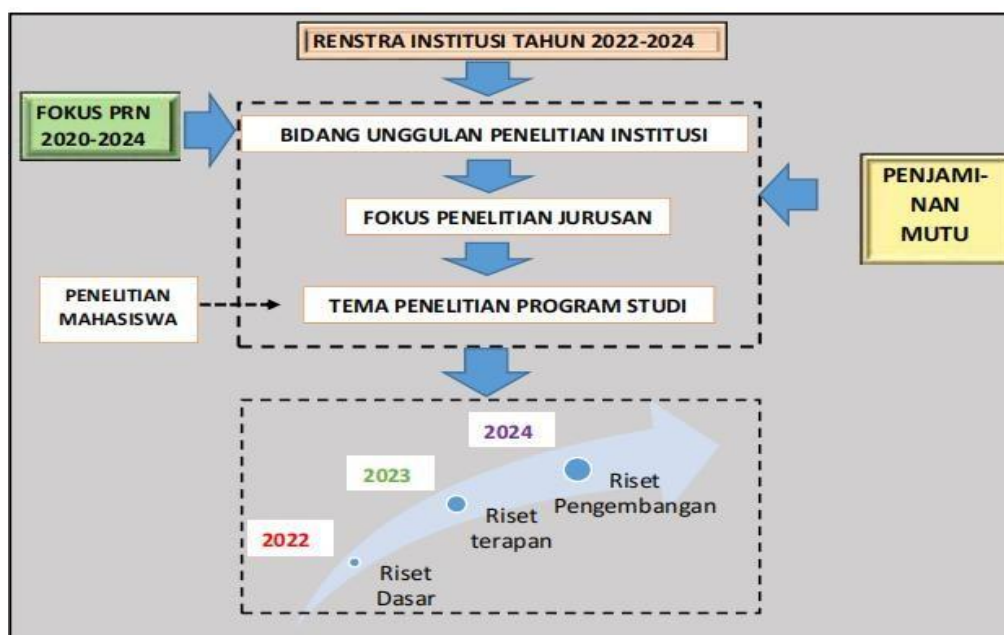 RENSTRA INSTITUSI TAHUN 2022-2024
FOKUS PRN
2020-2024
BIDANG UNGGULAN PENELITIAN INSTITUSI
PENJAMI-
NAN
MUTU
FOKUS PENELITIAN JURUSAN
PENELITIAN
MAHASISWA
TEMA PENELITIAN PROGRAM STUDI
2024
2023
2022
Riset
Pengembangan
Riset
terapan
Riset
Dasar